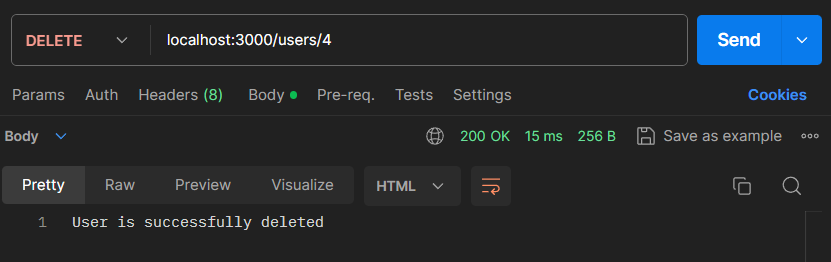 DELETE localhost:3000/users/4 Send
Params Auth Headers (8) Body Pre-req. Tests Settings Cookies
Body 200 OK 15 ms 256 B Save as example
Pretty Raw Preview Visualize HTML
1 User is successfully deleted